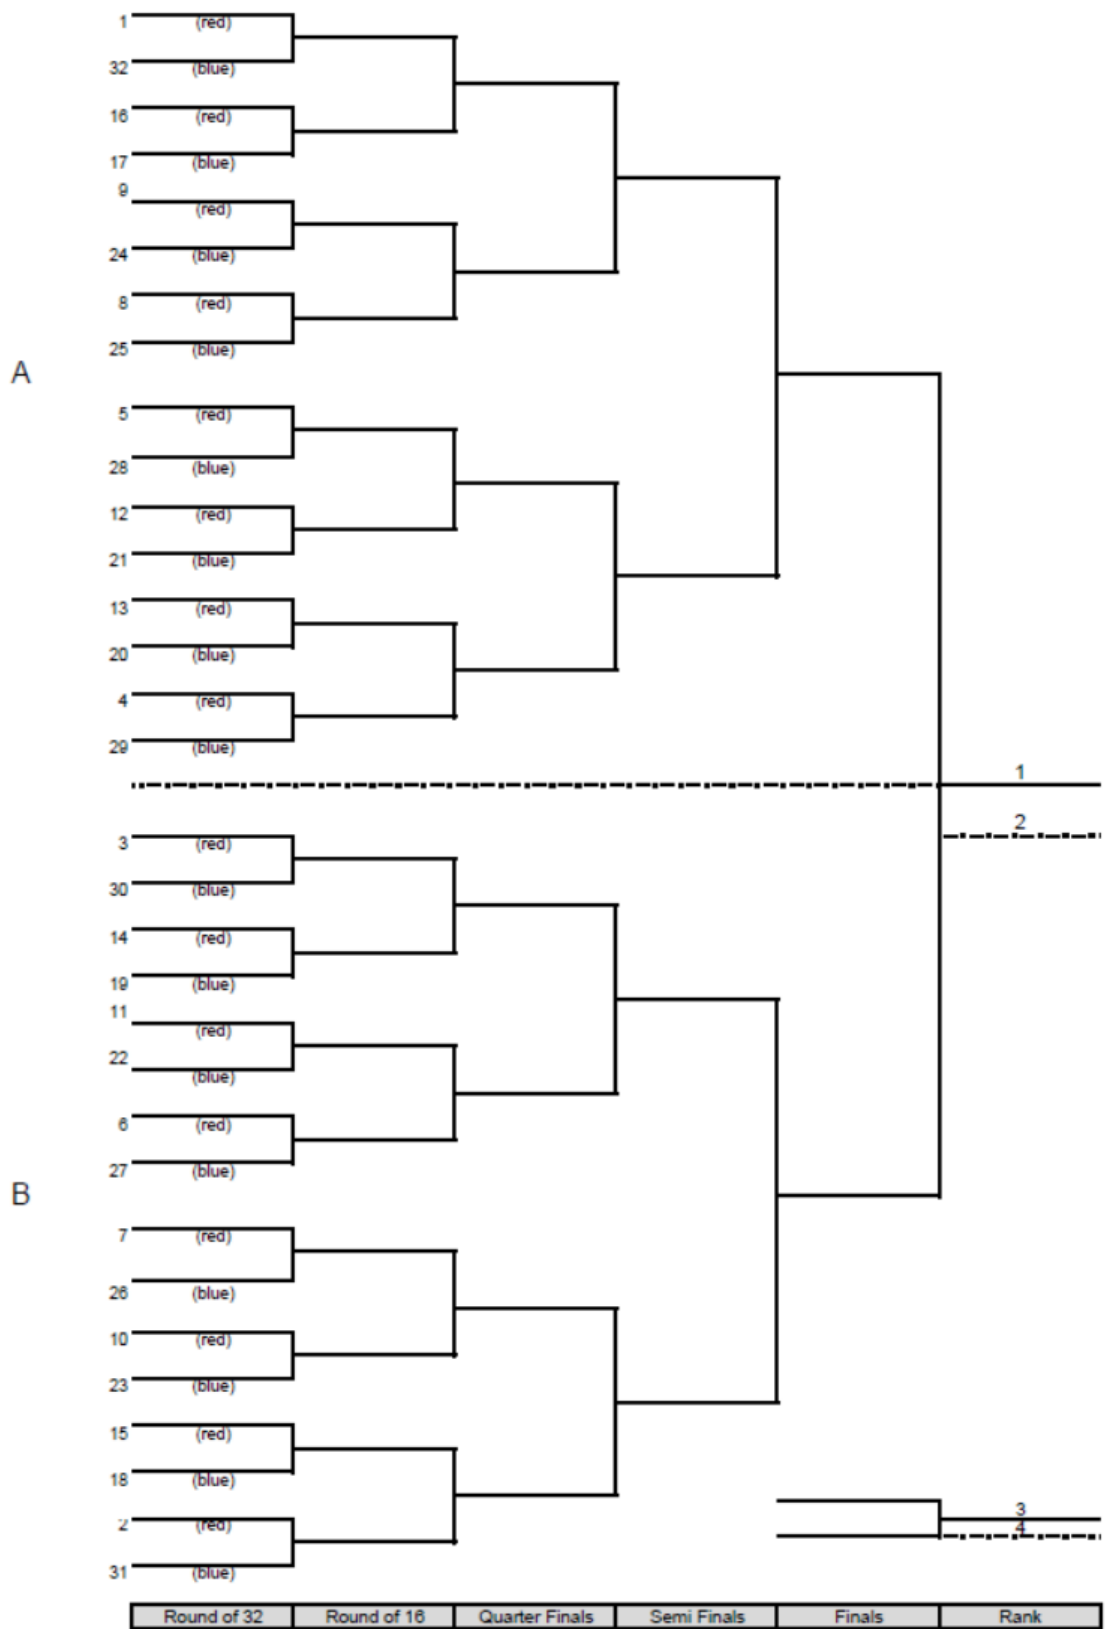 1 (red)
32 (blue)
16 (red)
17 (blue)
9 (red)
24 (blue)
8 (red)
25 (blue)
A
5 (red)
28 (blue)
12 (red)
21 (blue)
13 (red)
20 (blue)
4 (red)
29 (blue)
1
2
3 (red)
30 (blue)
14 (red)
19 (blue)
11 (red)
22 (blue)
6 (red)
27 (blue)
B
7 (red)
26 (blue)
10 (red)
23 (blue)
15 (red)
18 (blue)
3
2 (red)
4
31 (blue)
Round of 32 Round of 16 Quarter Finals Semi Finals Finals Rank